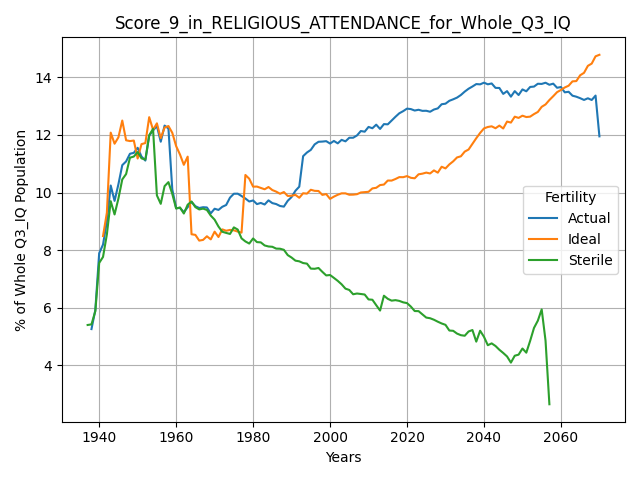 Score_9_in_RELIGIOUS_ATTENDANCE_for_Whole_Q3_IQ
% of Whole Q3_IQ Population
14
12
10
8
6
4
Fertility
Actual
Ideal
Sterile
1940 1960 1980 2000 2020 2040 2060
Years